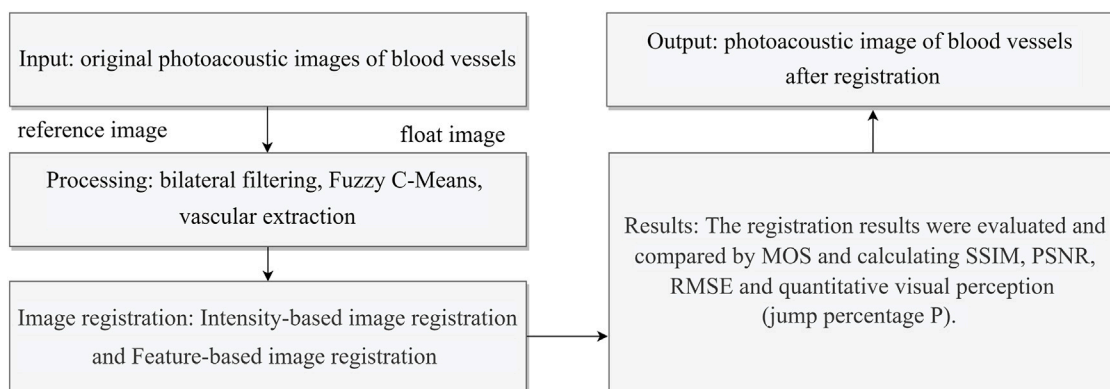 Input: original photoacoustic images of blood vessels
reference image
float image
Processing: bilateral filtering, Fuzzy C-Means,
vascular extraction
Image registration: Intensity-based image registration
and Feature-based image registration
Results: The registration results were evaluated and
compared by MOS and calculating SSIM, PSNR,
RMSE and quantitative visual perception
(jump percentage P).
Output: photoacoustic image of blood vessels
after registration